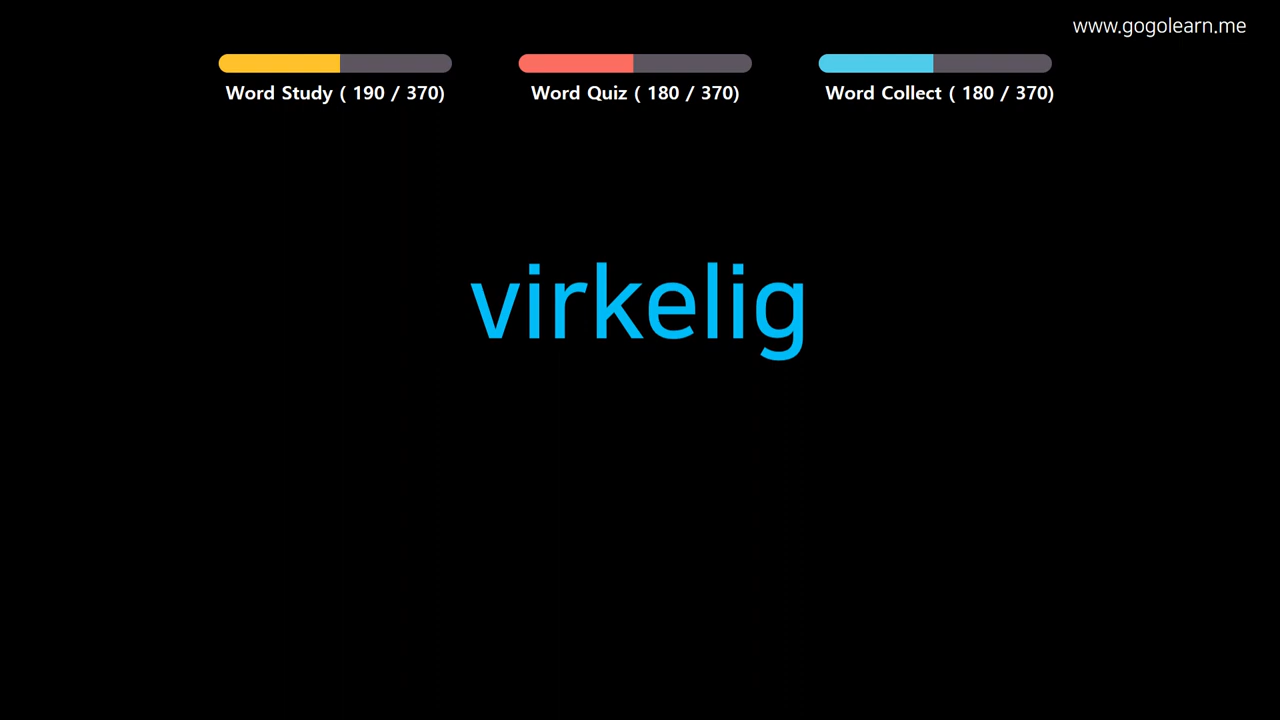 www.gogolearn.me
Word Study ( 190 / 370)
Word Quiz ( 180 / 370)
Word Collect ( 180 / 370)
virkelig